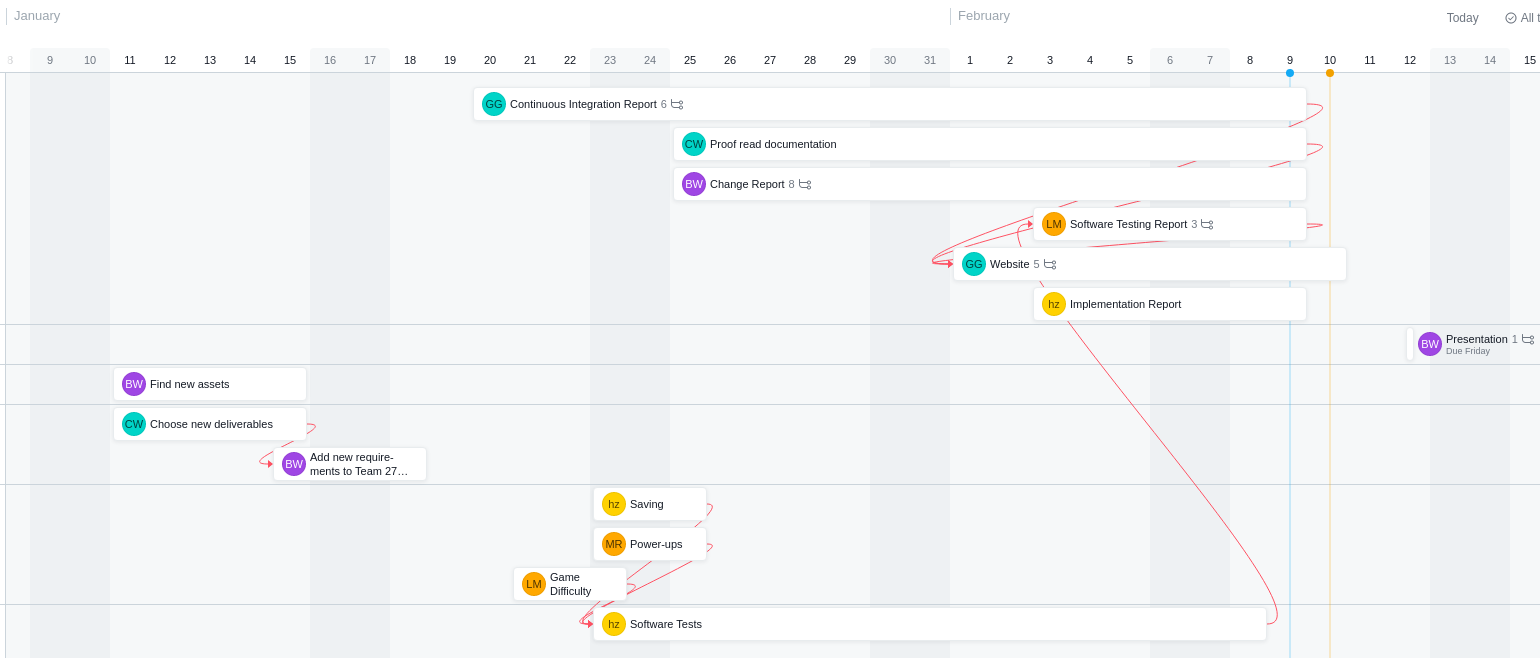 January
February
Today
All t
8 9 10 11 12 13 14 15 16 17 18 19 20 21 22 23 24 25 26 27 28 29 30 31 1 2 3 4 5 6 7 8 9 10 11 12 13 14 15
GG Continuous Integration Report 6
CW Proof read documentation
BW Change Report 8
LM Software Testing Report 3
GG Website 5
hz Implementation Report
BW Presentation 1
Due Friday
BW Find new assets
CW Choose new deliverables
BW Add new require-
ments to Team 27…
hz Saving
MR Power-ups
LM Game
Difficulty
hz Software Tests